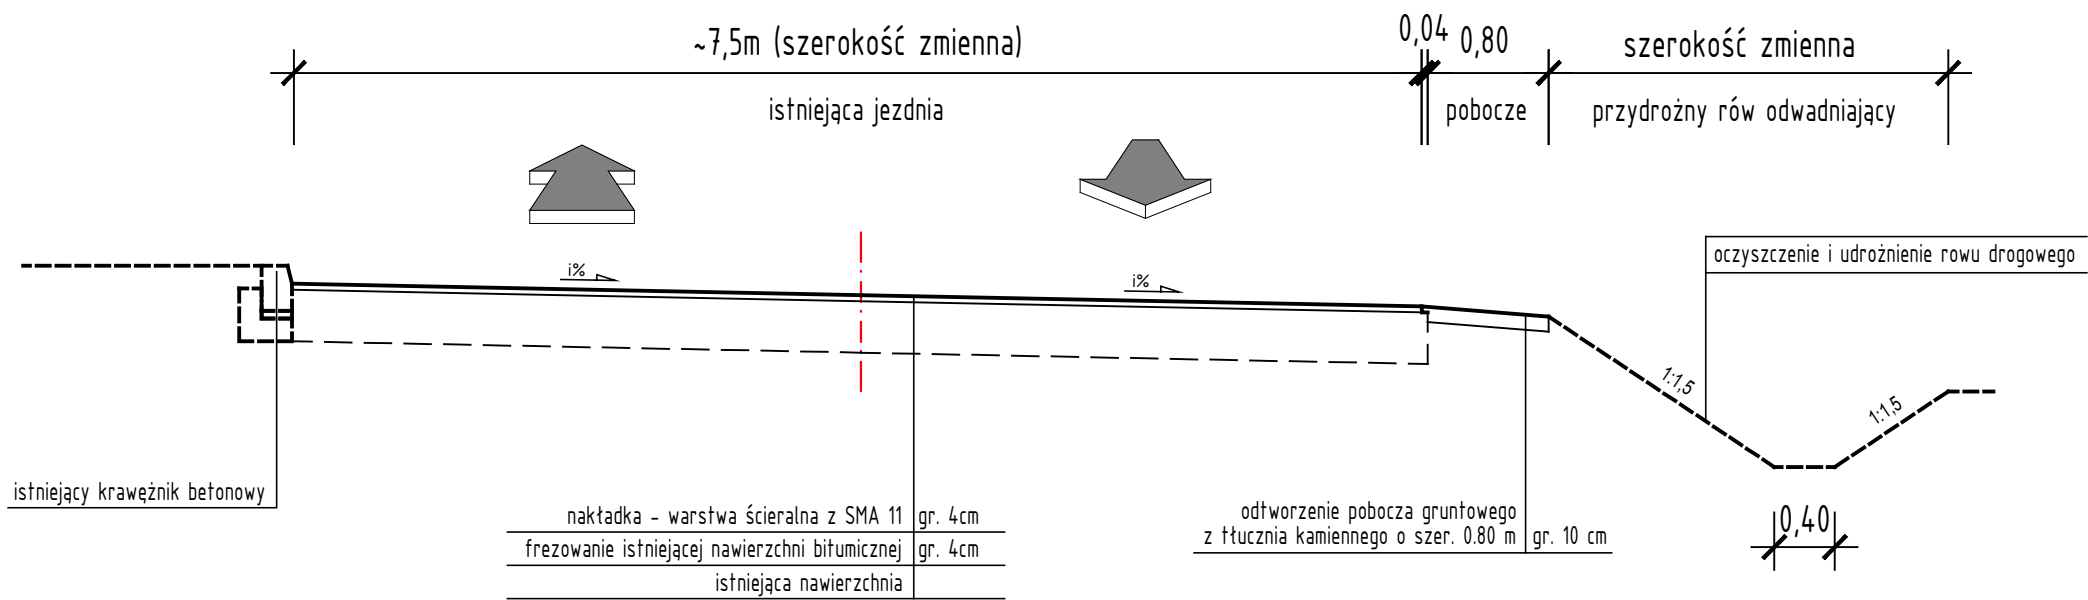 ~7,5m (szerokość zmienna)
0,04
0,80
szerokość zmienna
istniejąca jezdnia
pobocze
przydrożny rów odwadniający
oczyszczenie i udrożnienie rowu drogowego
i%
i%
1:1,5
1:1,5
istniejący krawężnik betonowy
nakładka - warstwa ścieralna z SMA 11 gr. 4cm
frezowanie istniejącej nawierzchni bitumicznej gr. 4cm
istniejąca nawierzchnia
odtworzenie pobocza gruntowego
z tłucznia kamiennego o szer. 0.80 m gr. 10 cm
0,40